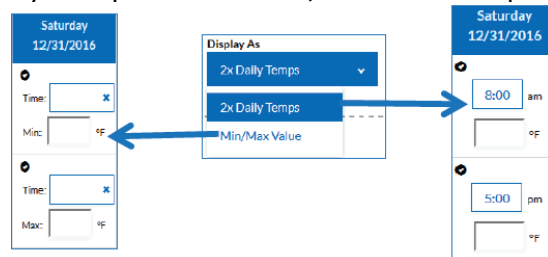 Saturday
12/31/2016
Time: x
Min: °F
Time: x
Max: °F
Display As
2x Daily Temps
2x Daily Temps
Min/Max Value
Saturday
12/31/2016
8:00 am
°F
5:00 pm
°F